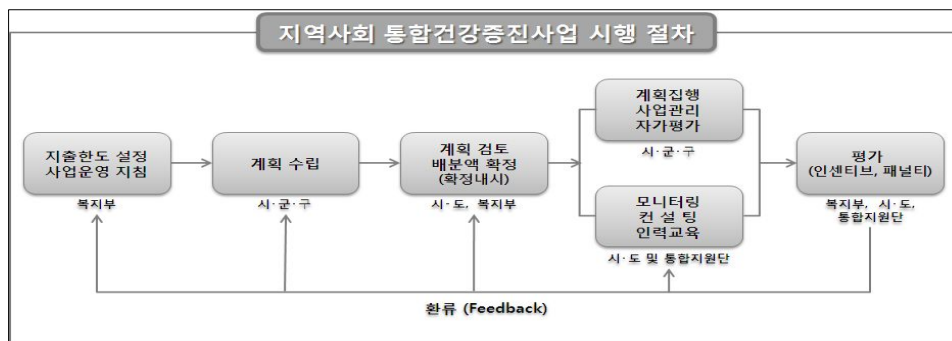 지역사회 통합건강증진사업 시행 절차
지출한도 설정
사업운영 지침
복지부
계획 수립
시·군·구
계획 검토
배분액 확정
(확정내시)
시·도, 복지부
계획집행
사업관리
자가평가
시·군·구
모니터링
컨 설 팅
인력교육
시·도 및 통합지원단
평가
(인센티브, 패널티)
복지부, 시·도,
통합지원단
환류 (Feedback)